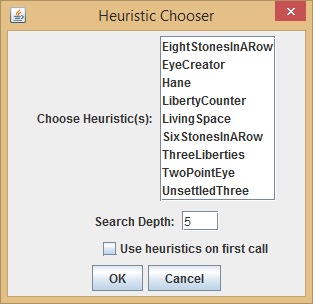 Heuristic Chooser
Choose Heuristic(s):
EightStonesInARow
EyeCreator
Hane
LibertyCounter
LivingSpace
SixStonesInARow
ThreeLiberties
TwoPointEye
UnsettledThree
Search Depth: 5
Use heuristics on first call
OK Cancel